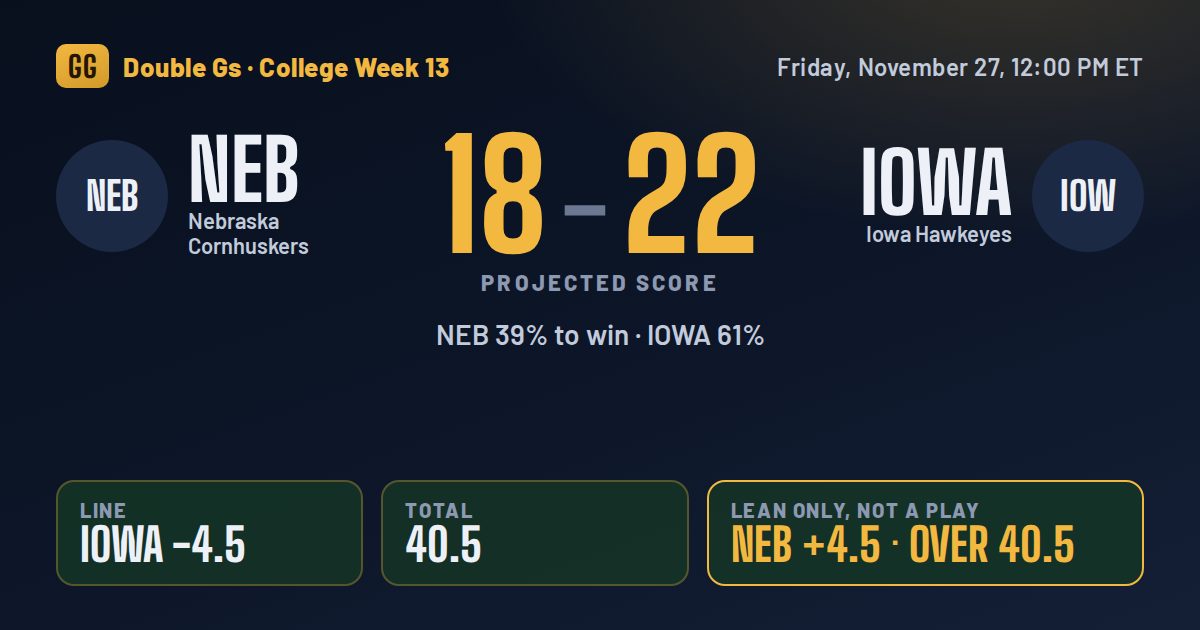 GG Double Gs · College Week 13
Friday, November 27, 12:00 PM ET
NEB
NEB
Nebraska
Cornhuskers
18 – 22
PROJECTED SCORE
NEB 39% to win · IOWA 61%
IOWA
Iowa Hawkeyes
IOW
LINE
IOWA −4.5
TOTAL
40.5
LEAN ONLY, NOT A PLAY
NEB +4.5 · OVER 40.5